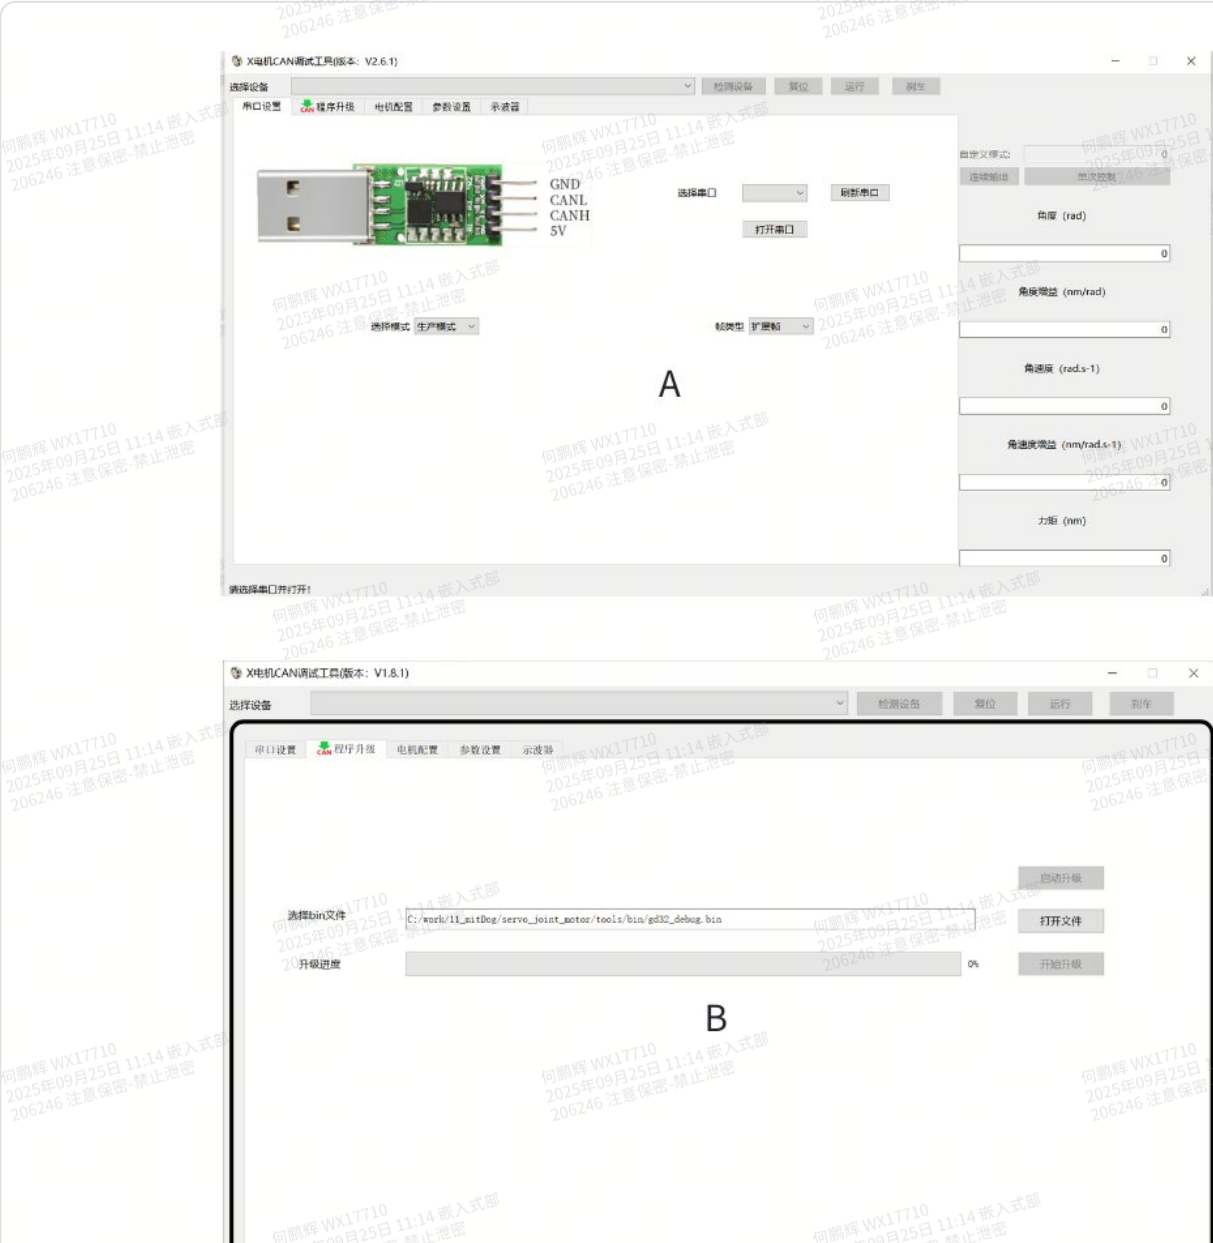 X电机CAN调试工具(版本：V2.6.1)
选择设备
检测设备 复位 运行 刹车
串口设置 CAN 程序升级 电机配置 参数设置 示波器
GND
CANL
CANH
5V
选择串口 刷新串口
打开串口
选择模式 生产模式
帧类型 扩展帧
A
自定义模式: 0
连续输出 单次控制
角度 (rad)
0
角度增益 (nm/rad)
0
角速度 (rad.s-1)
0
角速度增益 (nm/rad.s-1)
0
力矩 (nm)
0
请选择串口并打开!
X电机CAN调试工具(版本：V1.8.1)
选择设备
检测设备 复位 运行 刹车
串口设置 CAN 程序升级 电机配置 参数设置 示波器
启动升级
选择bin文件 C:/work/11_mitDog/servo_joint_motor/tools/bin/gd32_debug.bin 打开文件
升级进度 0% 开始升级
B
何鹏辉 WX17710
2025年09月25日 11:14 嵌入式部
206246 注意保密-禁止泄密